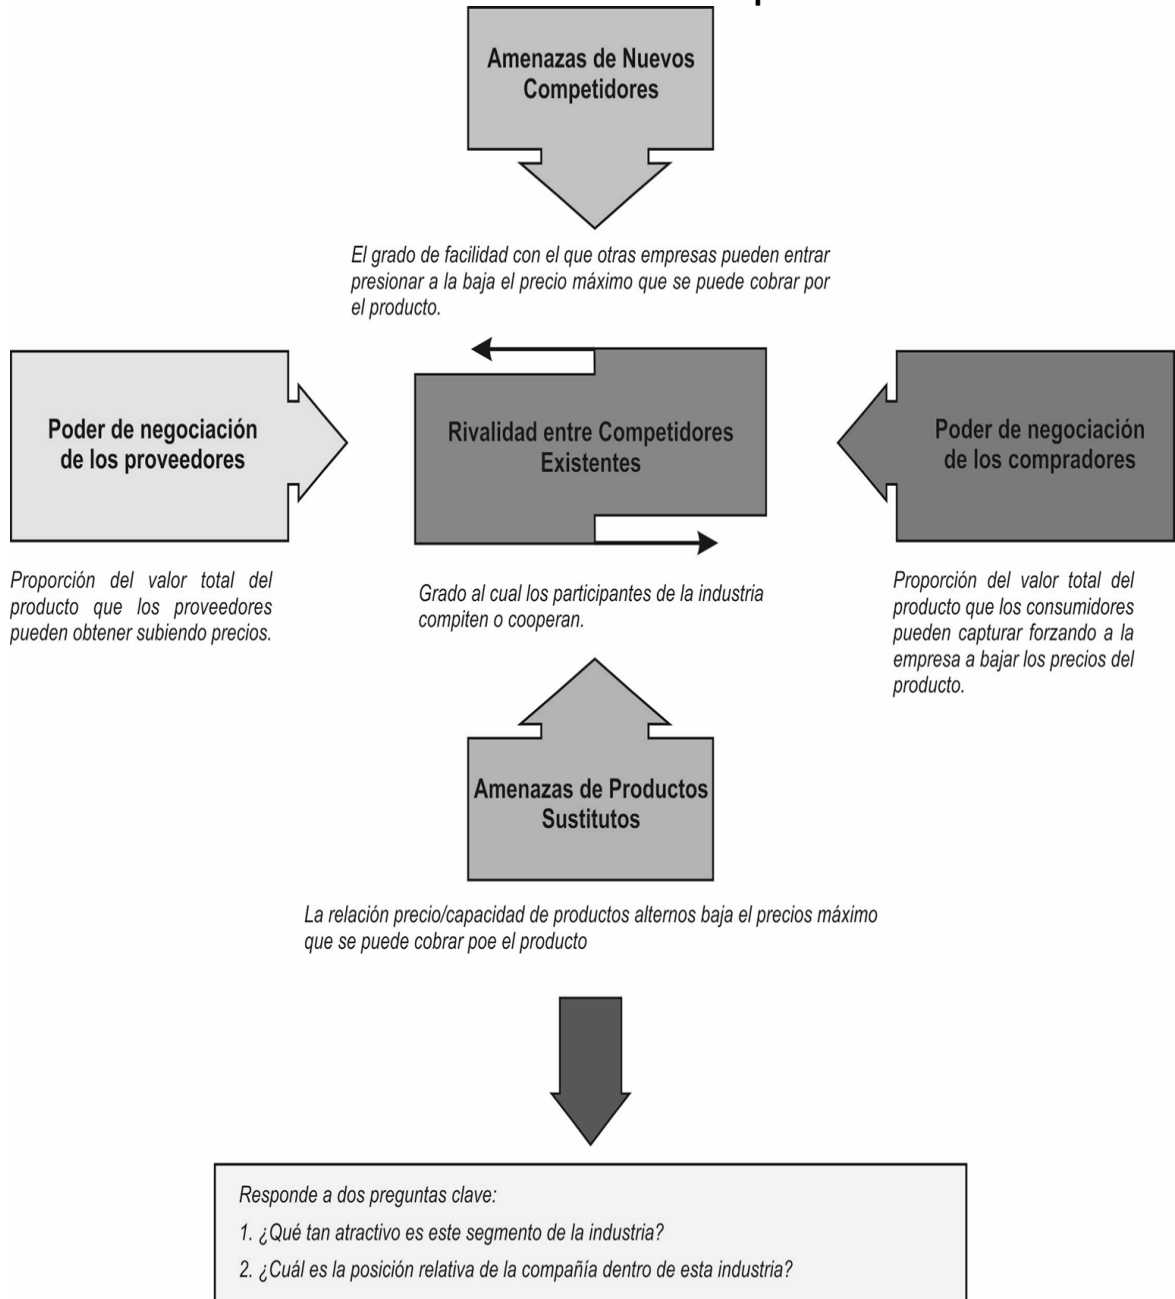 Amenazas de Nuevos
Competidores
El grado de facilidad con el que otras empresas pueden entrar
presionar a la baja el precio máximo que se puede cobrar por
el producto.
Poder de negociación
de los proveedores
Rivalidad entre Competidores
Existentes
Poder de negociación
de los compradores
Proporción del valor total del
producto que los proveedores
pueden obtener subiendo precios.
Grado al cual los participantes de la industria
compiten o cooperan.
Proporción del valor total del
producto que los consumidores
pueden capturar forzando a la
empresa a bajar los precios del
producto.
Amenazas de Productos
Sustitutos
La relación precio/capacidad de productos alternos baja el precios máximo
que se puede cobrar poe el producto
Responde a dos preguntas clave:
1. ¿Qué tan atractivo es este segmento de la industria?
2. ¿Cuál es la posición relativa de la compañía dentro de esta industria?